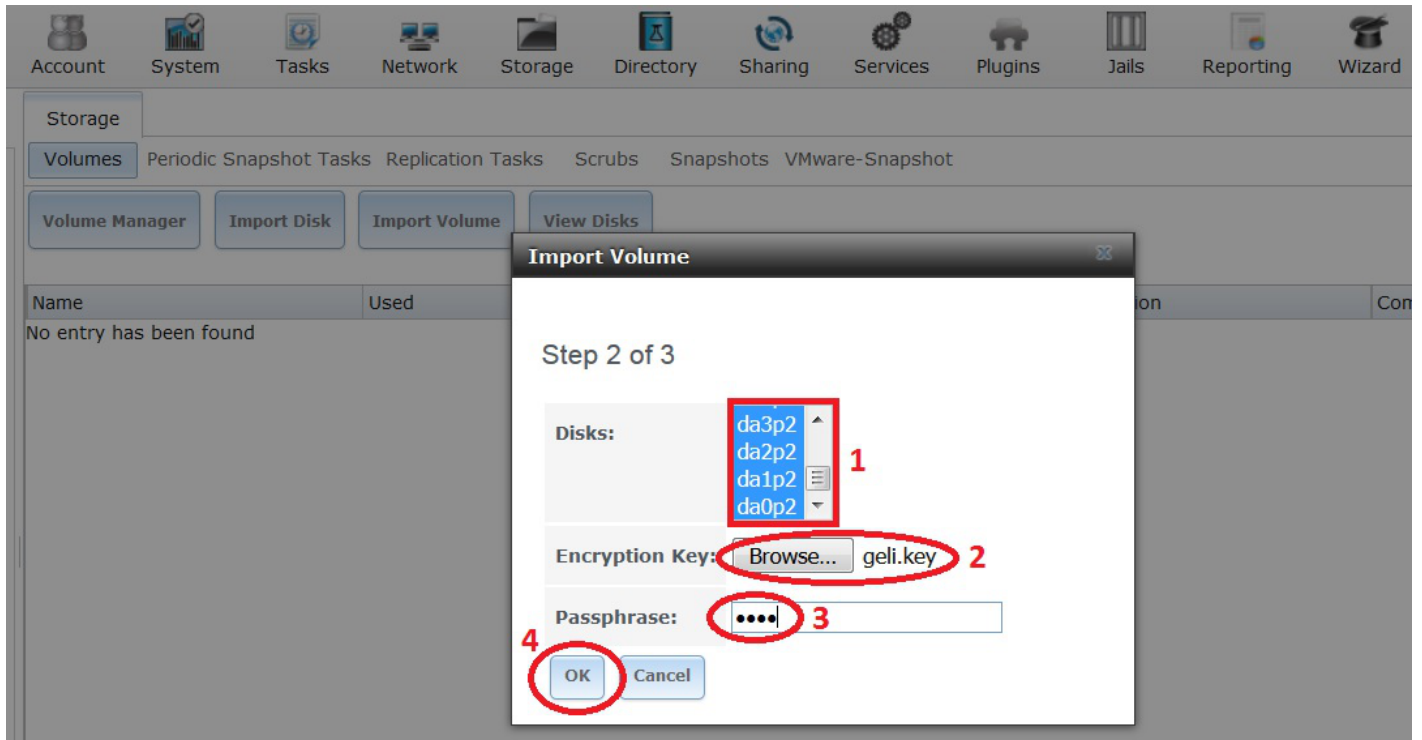 Account System Tasks Network Storage Directory Sharing Services Plugins Jails Reporting Wizard
Storage
Volumes Periodic Snapshot Tasks Replication Tasks Scrubs Snapshots VMware-Snapshot
Volume Manager Import Disk Import Volume View Disks
Import Volume
Name Used ion Com
No entry has been found
Step 2 of 3
Disks:
da3p2
da2p2
da1p2
da0p2
1
Encryption Key: Browse... geli.key 2
Passphrase: •••• 3
4
OK Cancel